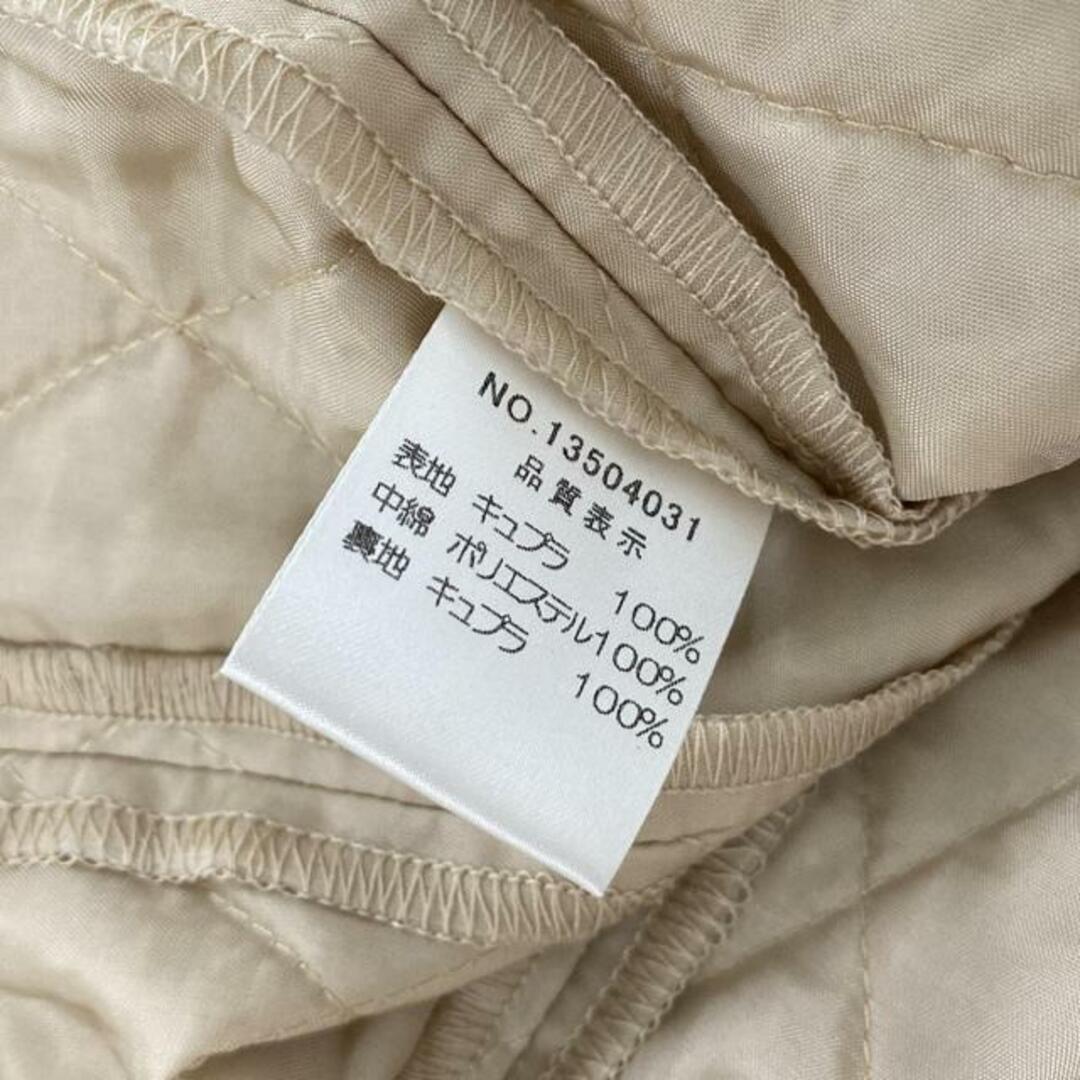 NO.13504031
品質表示
表地 キュプラ 100%
中綿 ポリエステル100%
裏地 キュプラ 100%